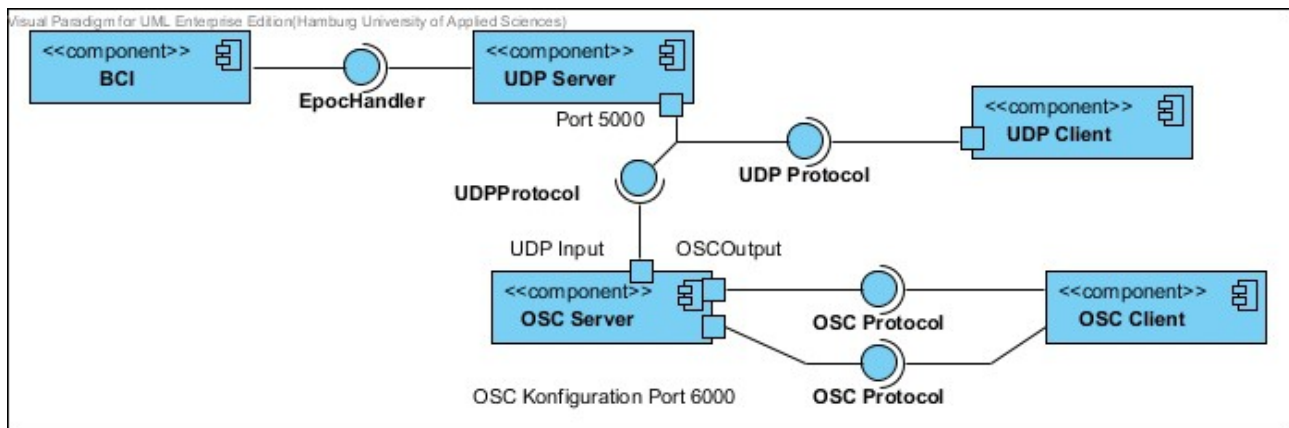 Visual Paradigm for UML Enterprise Edition(Hamburg University of Applied Sciences)
<<component>>
BCI
EpocHandler
<<component>>
UDP Server
Port 5000
<<component>>
UDP Client
UDP Protocol
UDPProtocol
UDP Input
OSCOutput
<<component>>
OSC Server
OSC Protocol
<<component>>
OSC Client
OSC Konfiguration Port 6000
OSC Protocol